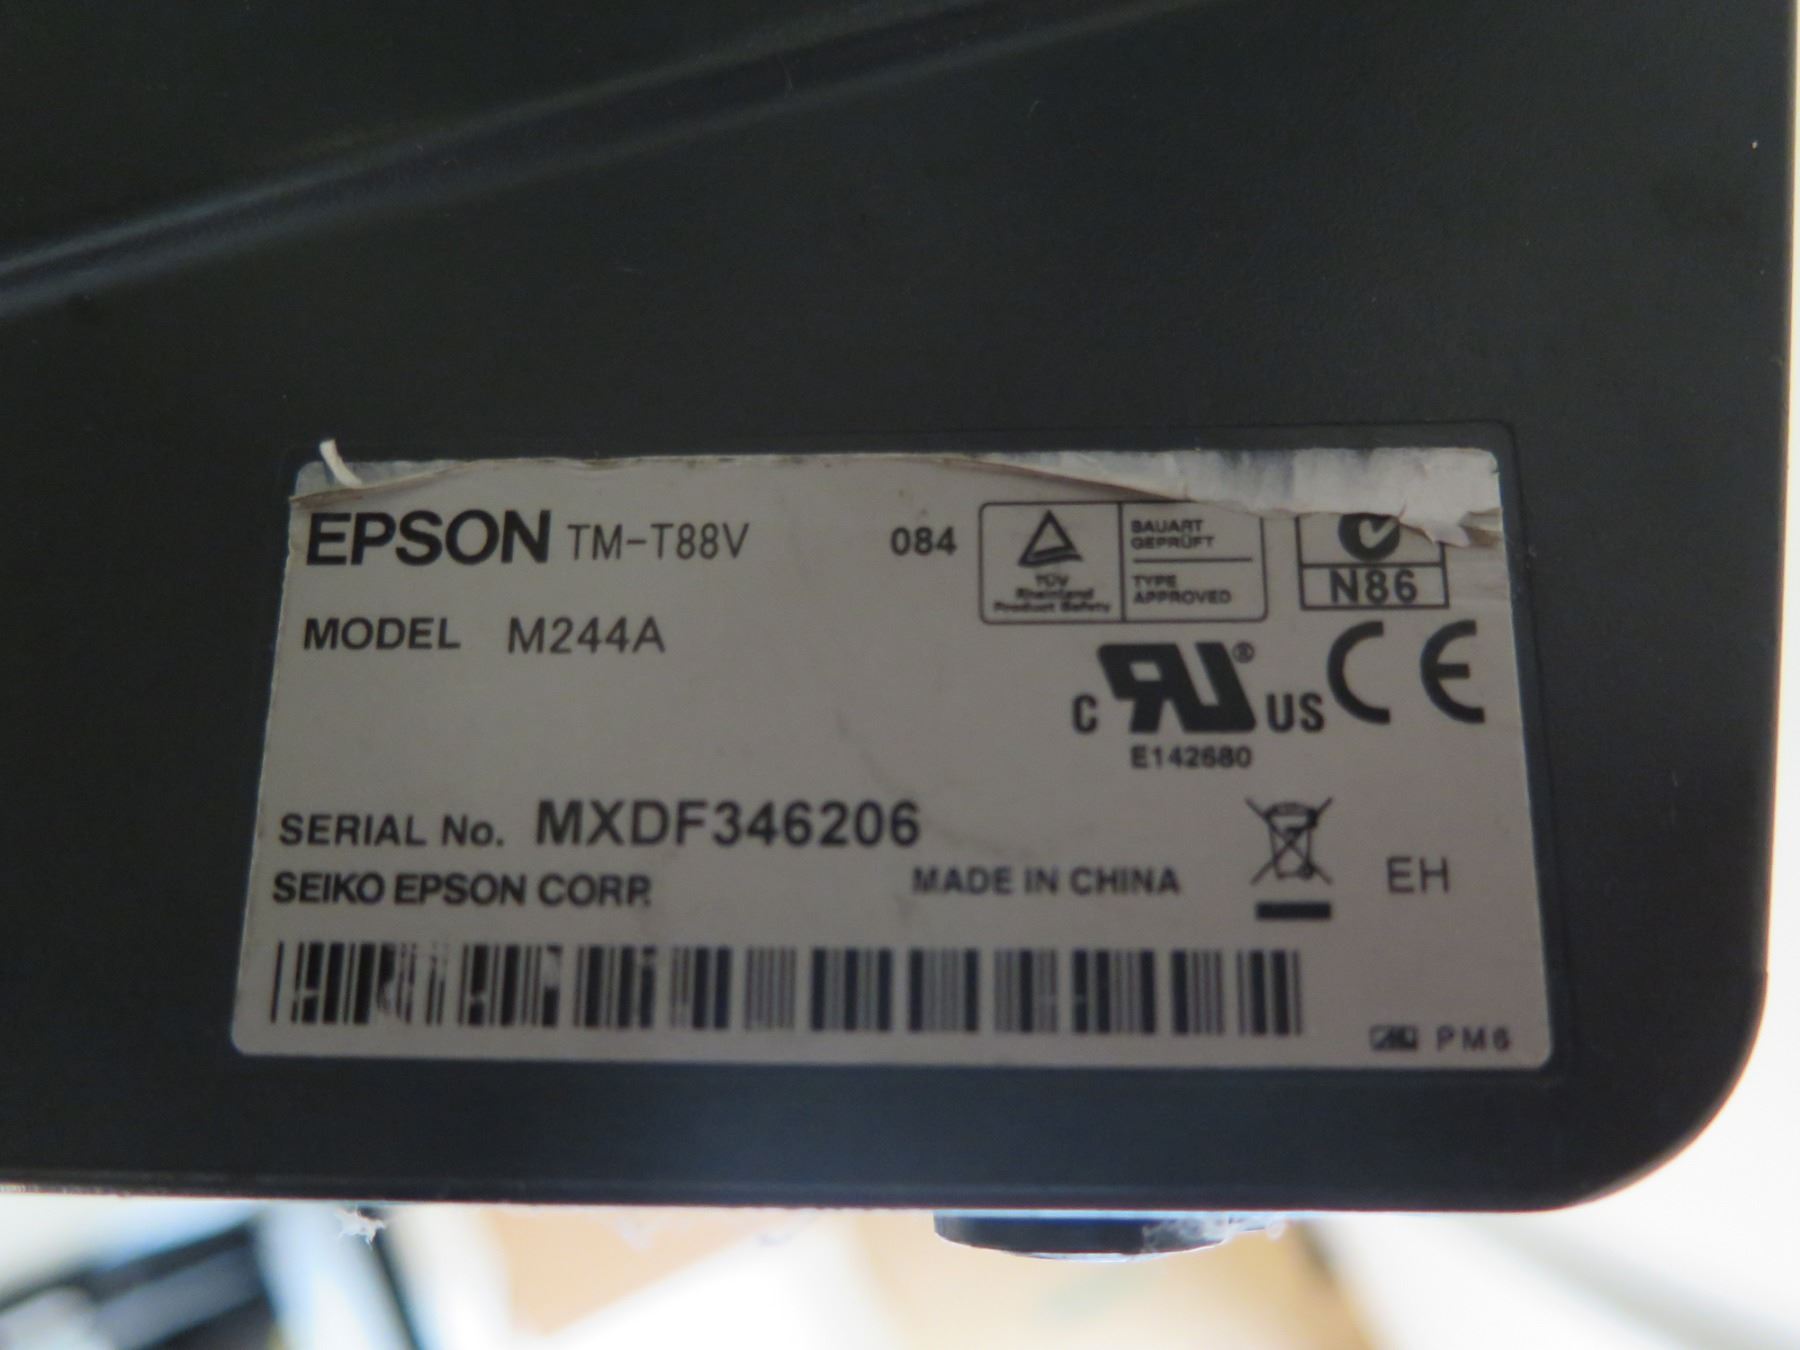 EPSON TM-T88V 084
TÜV
Rheinland
Product Safety
BAUART
GEPRÜFT
TYPE
APPROVED
N86
MODEL M244A
C RU® US CE
E142680
SERIAL No. MXDF346206
SEIKO EPSON CORP. MADE IN CHINA
EH
PM6